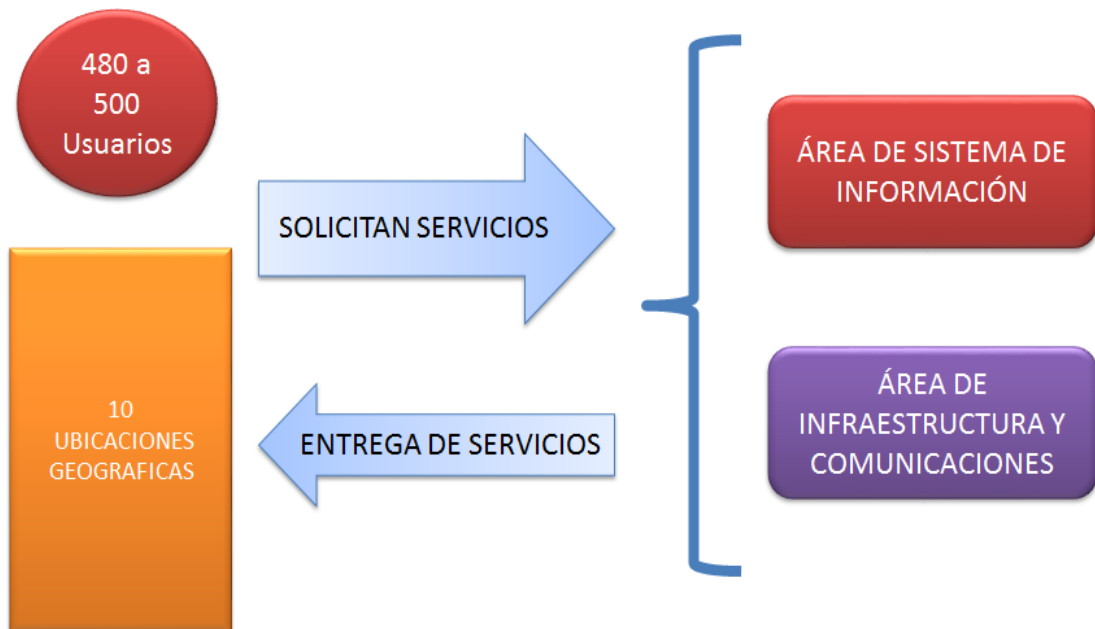 480 a
500
Usuarios
SOLICITAN SERVICIOS
ÁREA DE SISTEMA DE
INFORMACIÓN
10
UBICACIONES
GEOGRAFICAS
ENTREGA DE SERVICIOS
ÁREA DE
INFRAESTRUCTURA Y
COMUNICACIONES